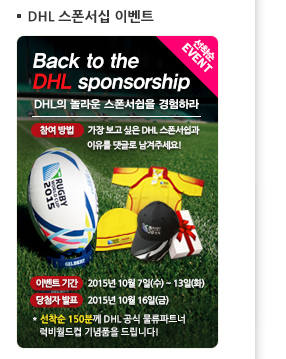 DHL 스폰서십 이벤트
선착순
EVENT
Back to the
DHL sponsorship
DHL의 놀라운 스폰서쉽을 경험하라
참여 방법 가장 보고 싶은 DHL 스폰서쉽과
이유를 댓글로 남겨주세요!
RUGBY
WORLD CUP
2015
GILBERT
이벤트 기간 2015년 10월 7일(수) ~ 13일(화)
당첨자 발표 2015년 10월 16일(금)
• 선착순 150분께 DHL 공식 물류파트너
럭비월드컵 기념품을 드립니다!